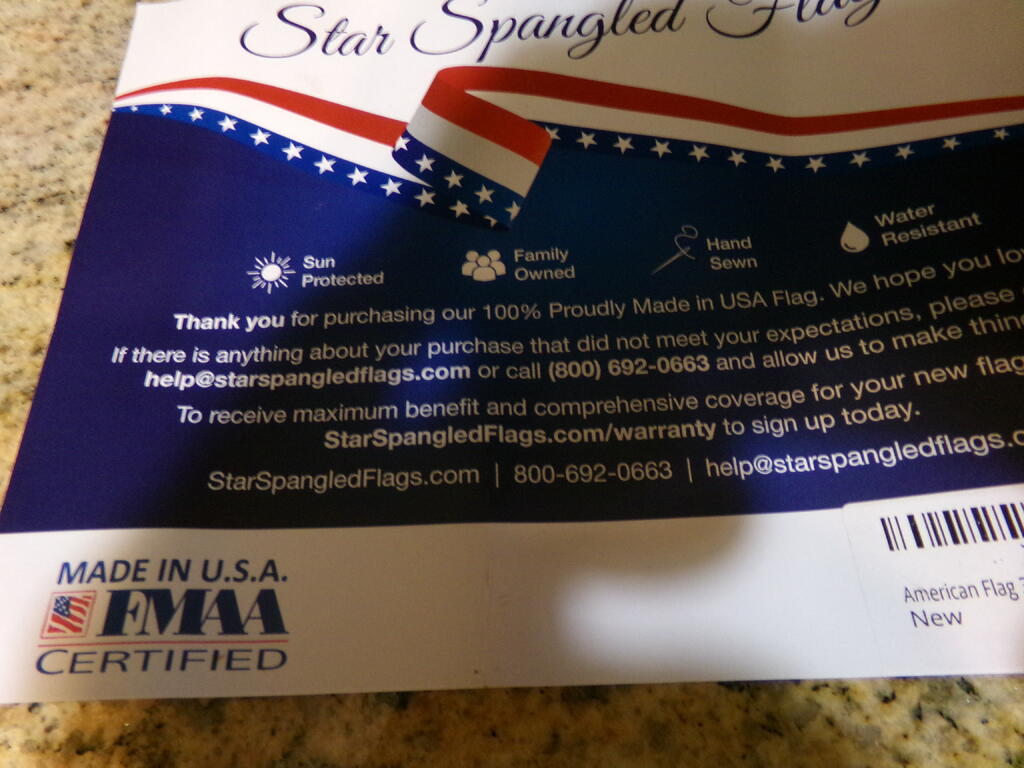 Star Spangled Flag
Sun
Protected
Family
Owned
Hand
Sewn
Water
Resistant
Thank you for purchasing our 100% Proudly Made in USA Flag. We hope you lo
If there is anything about your purchase that did not meet your expectations, please
help@starspangledflags.com or call (800) 692-0663 and allow us to make thin
To receive maximum benefit and comprehensive coverage for your new flag
StarSpangledFlags.com/warranty to sign up today.
StarSpangledFlags.com | 800-692-0663 | help@starspangledflags.c
MADE IN U.S.A.
FMAA
CERTIFIED
American Flag
New